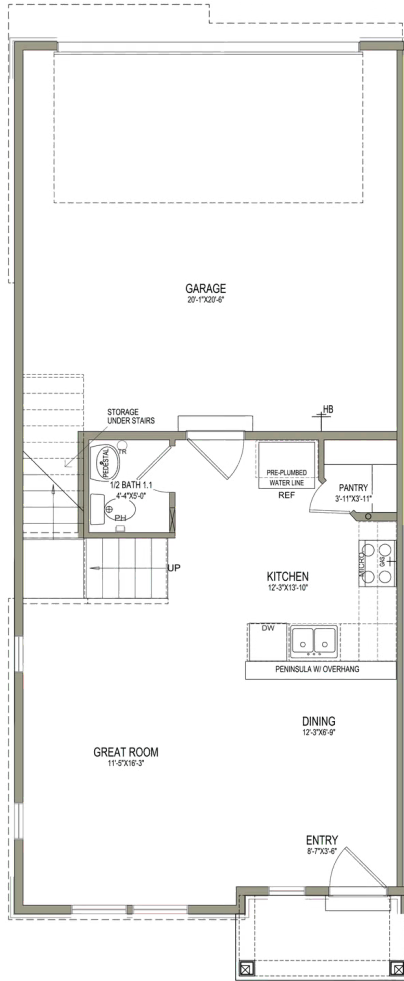 GARAGE
20'-1"X20'-6"
HB
STORAGE
UNDER STAIRS
PEDESTAL
TR
1/2 BATH 1.1
4'-4"X5'-0"
PH
PRE-PLUMBED
WATER LINE
REF
PANTRY
3'-11"X3'-11"
UP
KITCHEN
12'-3"X13'-10"
MICRO
GAS
DW
PENINSULA W/ OVERHANG
DINING
12'-3"X6'-9"
GREAT ROOM
11'-5"X16'-3"
ENTRY
8'-7"X3'-6"